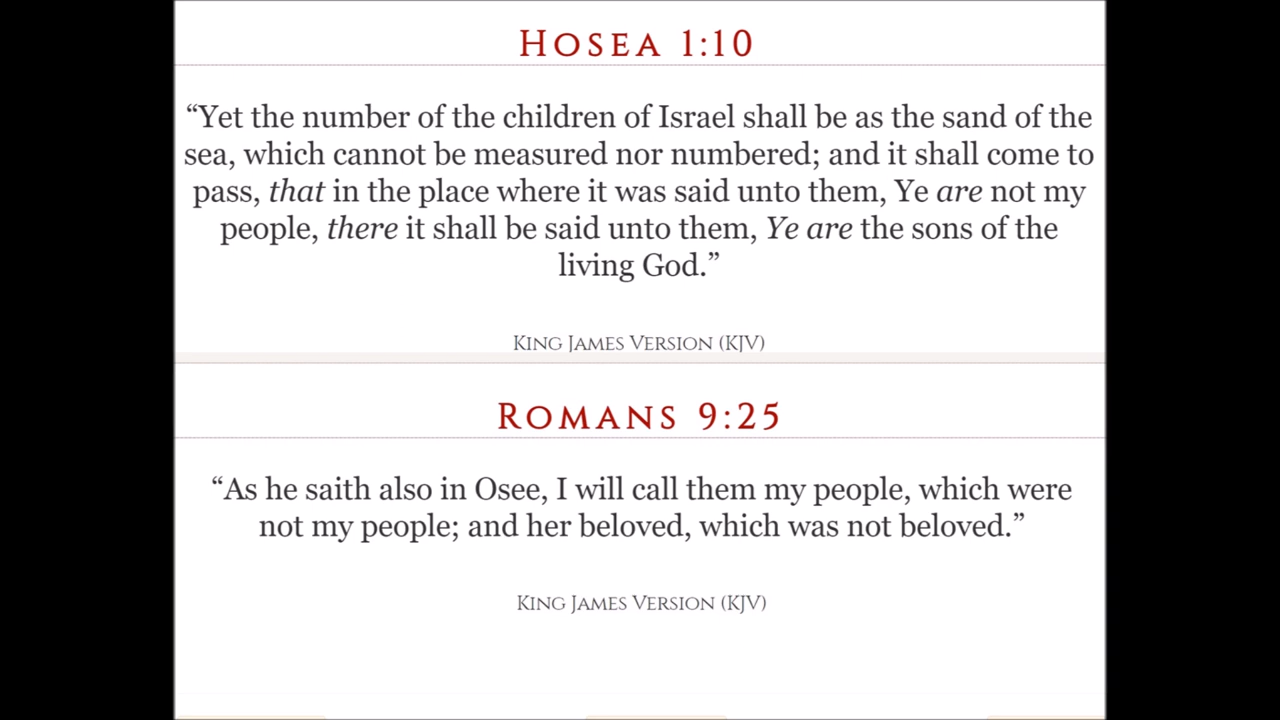 Hosea 1:10
“Yet the number of the children of Israel shall be as the sand of the
sea, which cannot be measured nor numbered; and it shall come to
pass, that in the place where it was said unto them, Ye are not my
people, there it shall be said unto them, Ye are the sons of the
living God.”
King James Version (KJV)
Romans 9:25
“As he saith also in Osee, I will call them my people, which were
not my people; and her beloved, which was not beloved.”
King James Version (KJV)